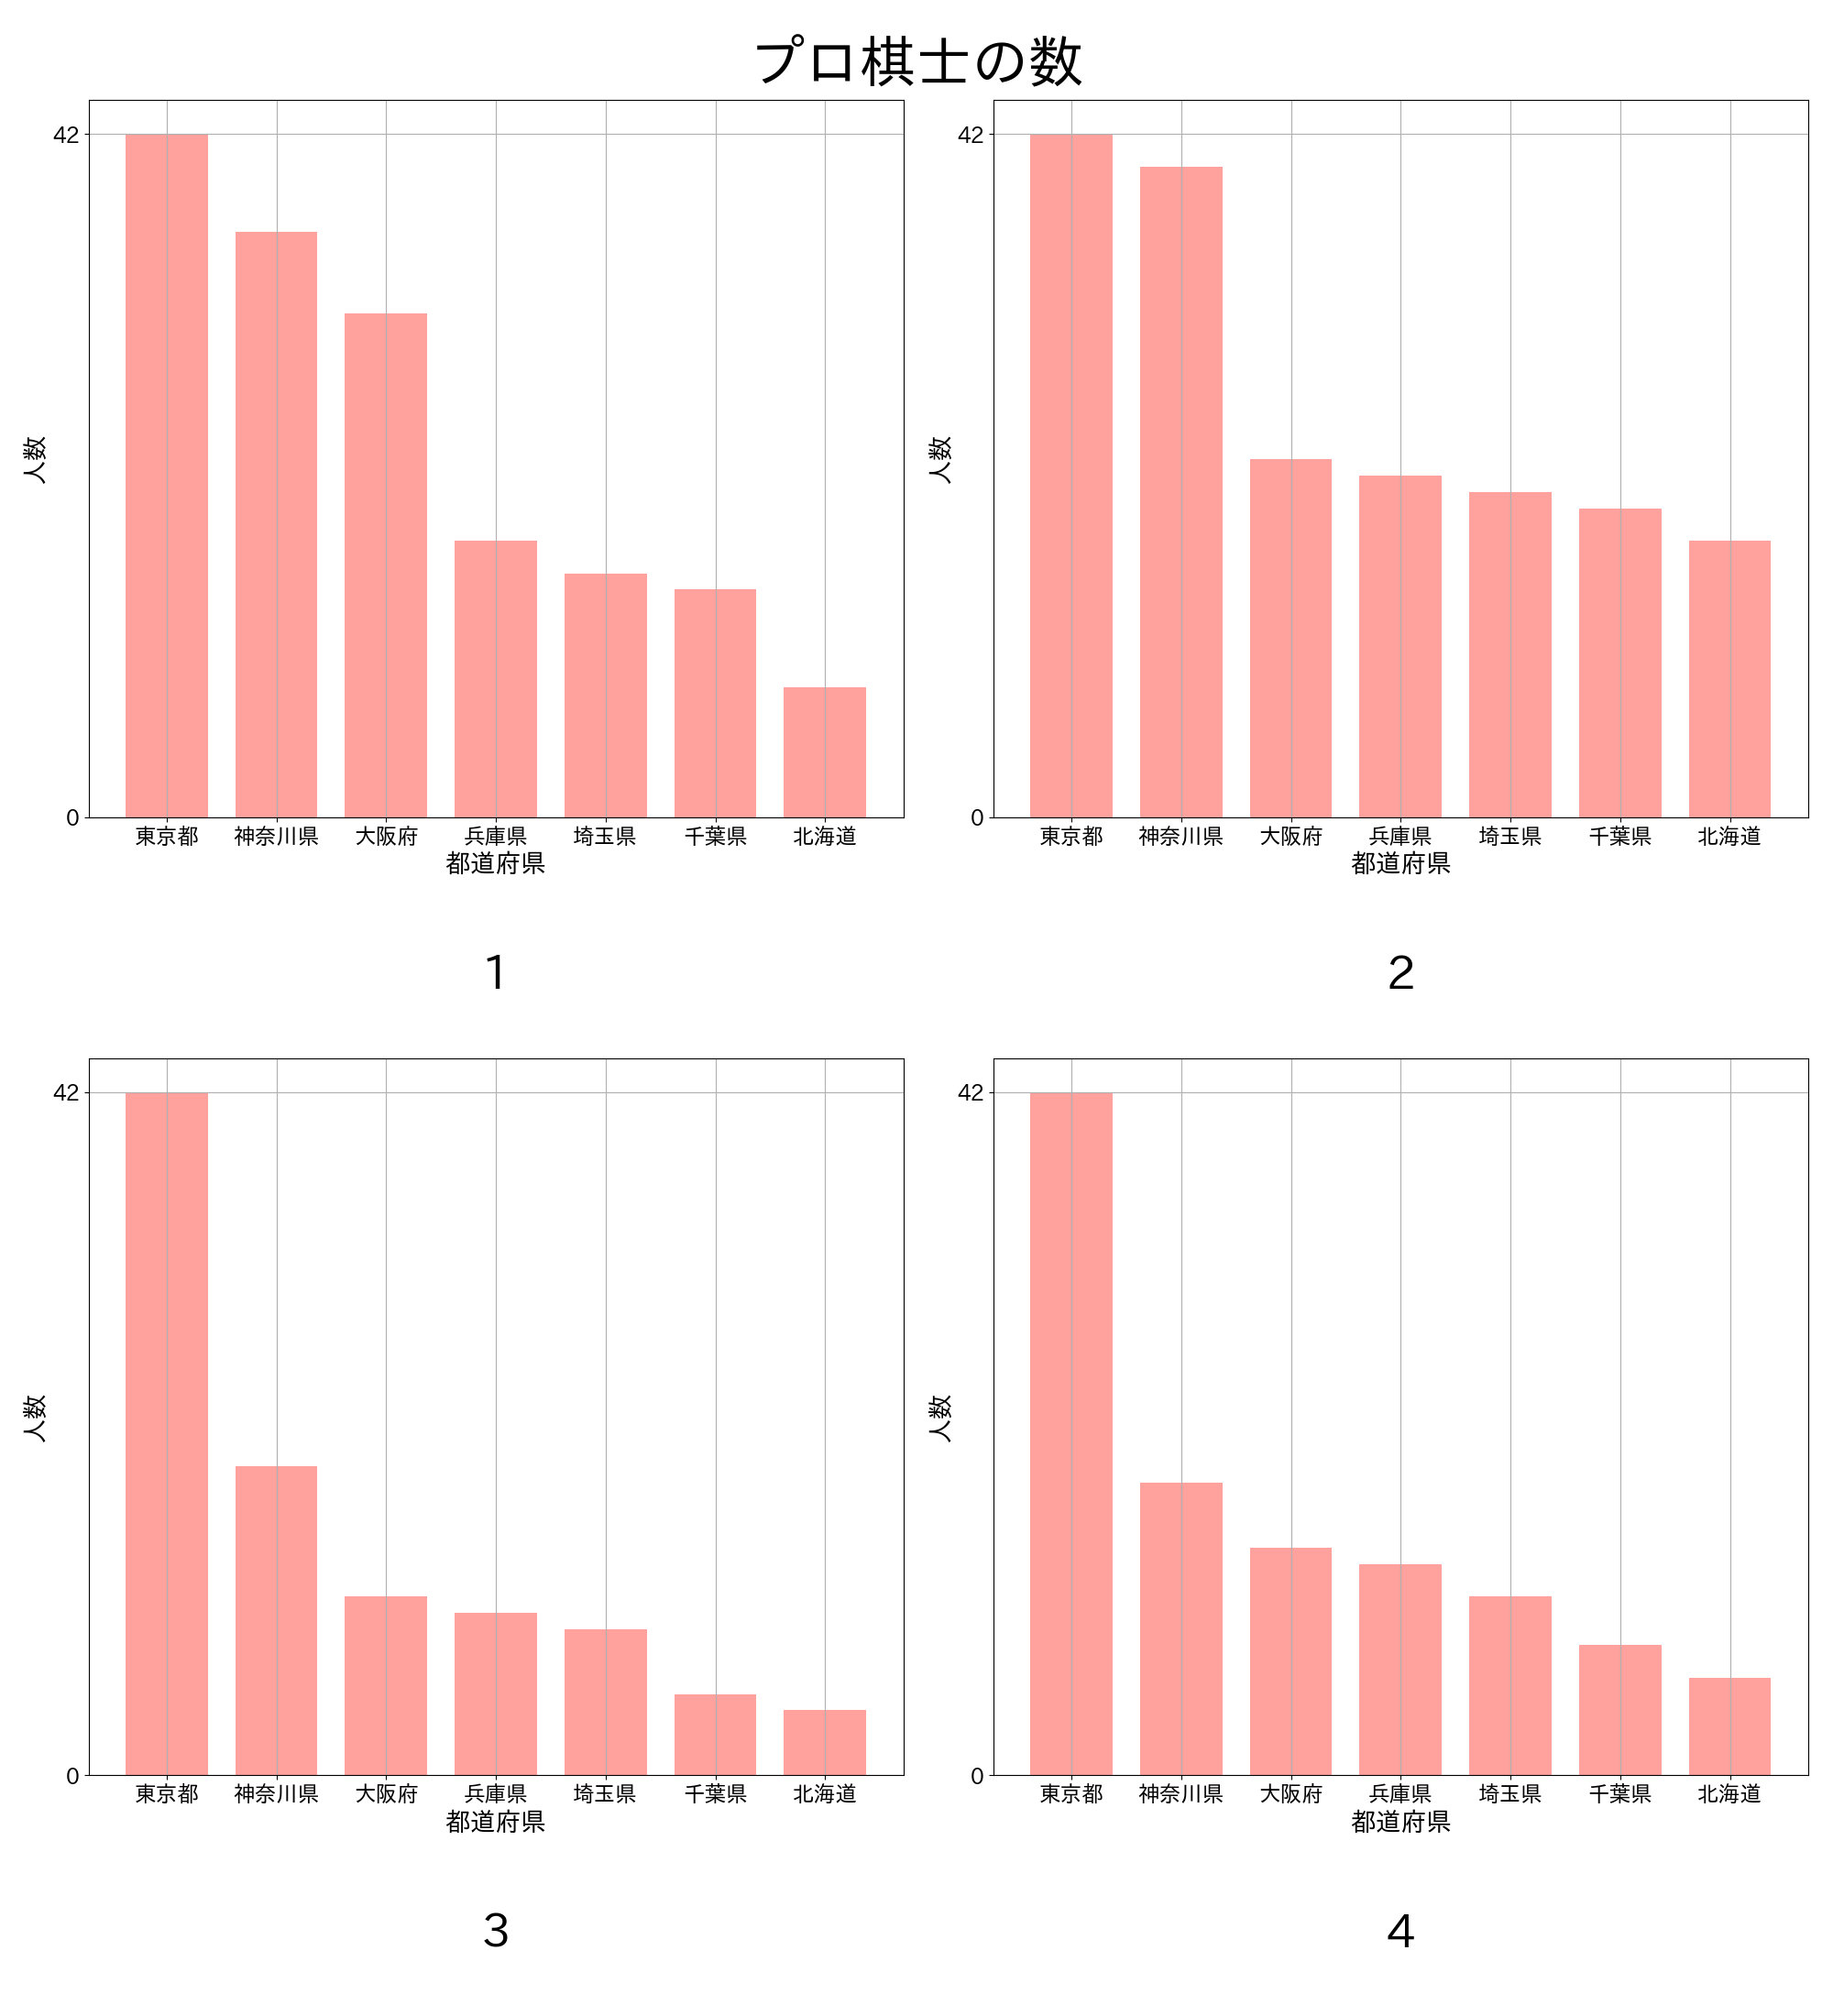 プロ棋士の数
42
0
人数
東京都 神奈川県 大阪府 兵庫県 埼玉県 千葉県 北海道
都道府県
1
42
0
人数
東京都 神奈川県 大阪府 兵庫県 埼玉県 千葉県 北海道
都道府県
2
42
0
人数
東京都 神奈川県 大阪府 兵庫県 埼玉県 千葉県 北海道
都道府県
3
42
0
人数
東京都 神奈川県 大阪府 兵庫県 埼玉県 千葉県 北海道
都道府県
4